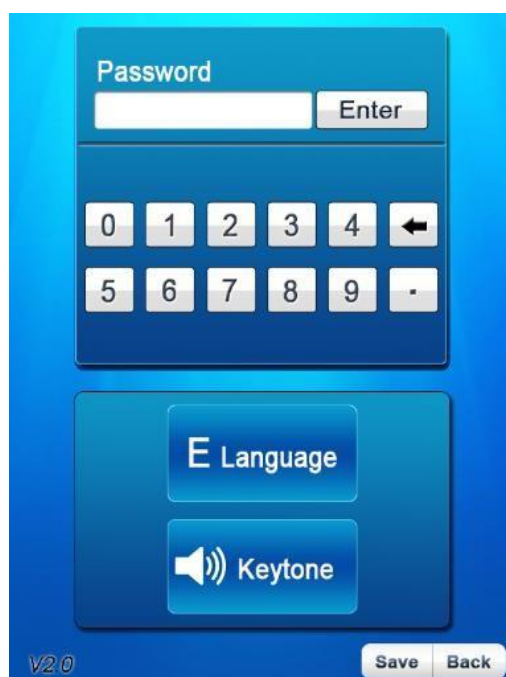 Password
Enter
0 1 2 3 4
5 6 7 8 9 .
E Language
Keytone
V2.0
Save Back